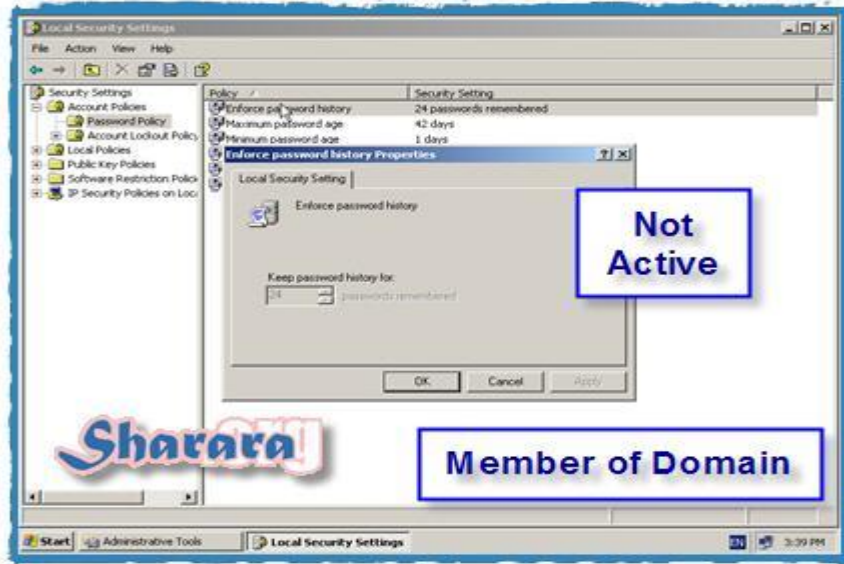 Local Security Settings
File Action View Help
Security Settings
Account Policies
Password Policy
Account Lockout Policy
Local Policies
Public Key Policies
Software Restriction Polici
IP Security Policies on Loca
Policy Security Setting
Enforce password history 24 passwords remembered
Maximum password age 42 days
Minimum password age 1 days
Enforce password history Properties
Local Security Setting
Enforce password history
Keep password history for:
24 passwords remembered
OK Cancel Apply
Not
Active
Sharara
org
Member of Domain
Start Administrative Tools Local Security Settings EN 3:39 PM